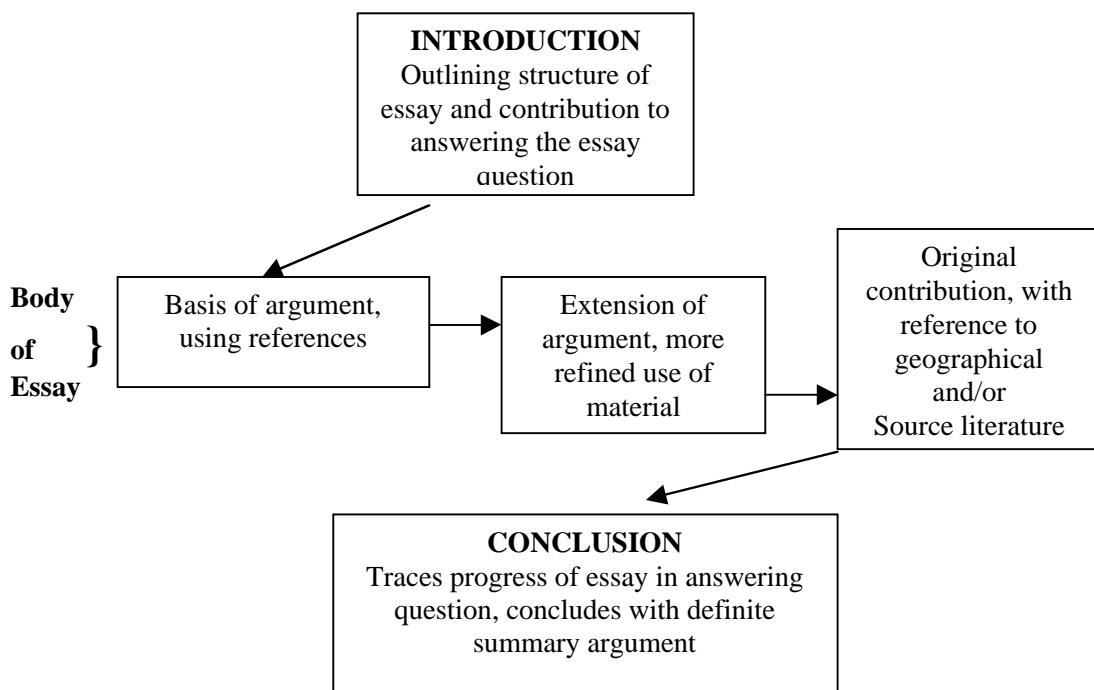 INTRODUCTION
Outlining structure of
essay and contribution to
answering the essay
question
Body
of
Essay
}
Basis of argument,
using references
Extension of
argument, more
refined use of
material
Original
contribution, with
reference to
geographical
and/or
Source literature
CONCLUSION
Traces progress of essay in answering
question, concludes with definite
summary argument